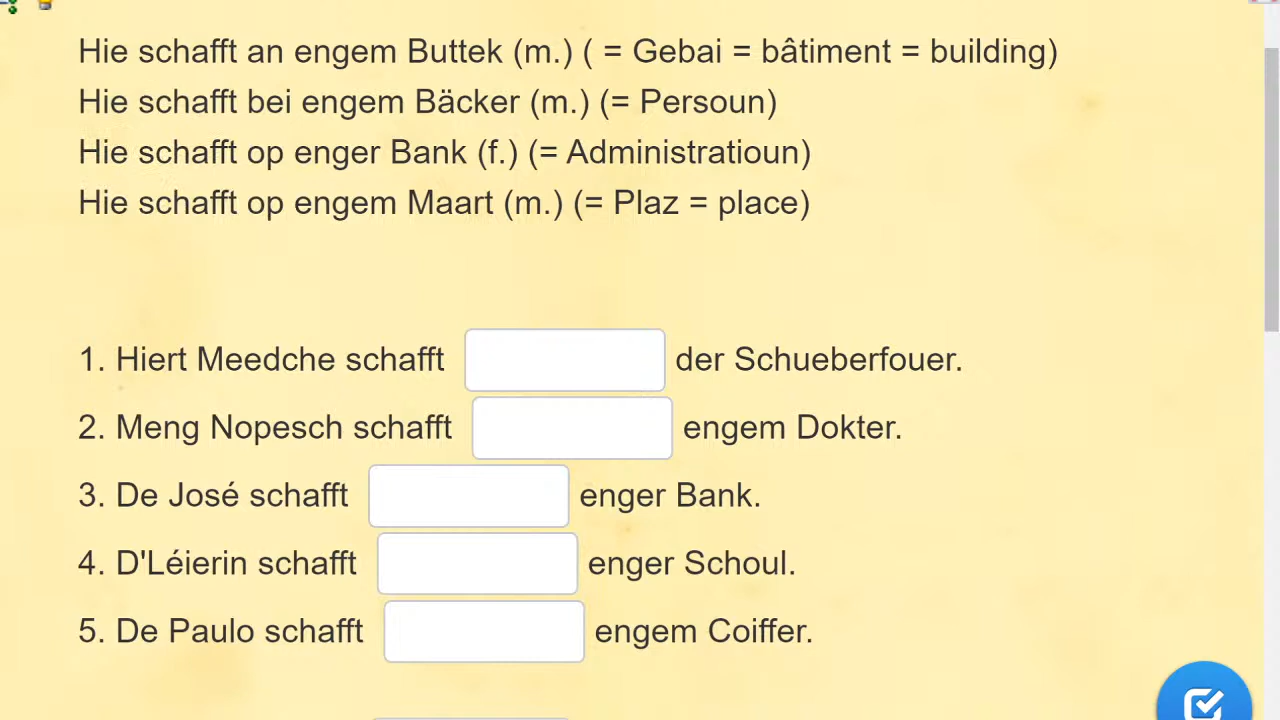 Hie schafft an engem Buttek (m.) ( = Gebai = bâtiment = building)
Hie schafft bei engem Bäcker (m.) (= Persoun)
Hie schafft op enger Bank (f.) (= Administratioun)
Hie schafft op engem Maart (m.) (= Plaz = place)
1. Hiert Meedche schafft der Schueberfouer.
2. Meng Nopesch schafft engem Dokter.
3. De José schafft enger Bank.
4. D'Léierin schafft enger Schoul.
5. De Paulo schafft engem Coiffer.